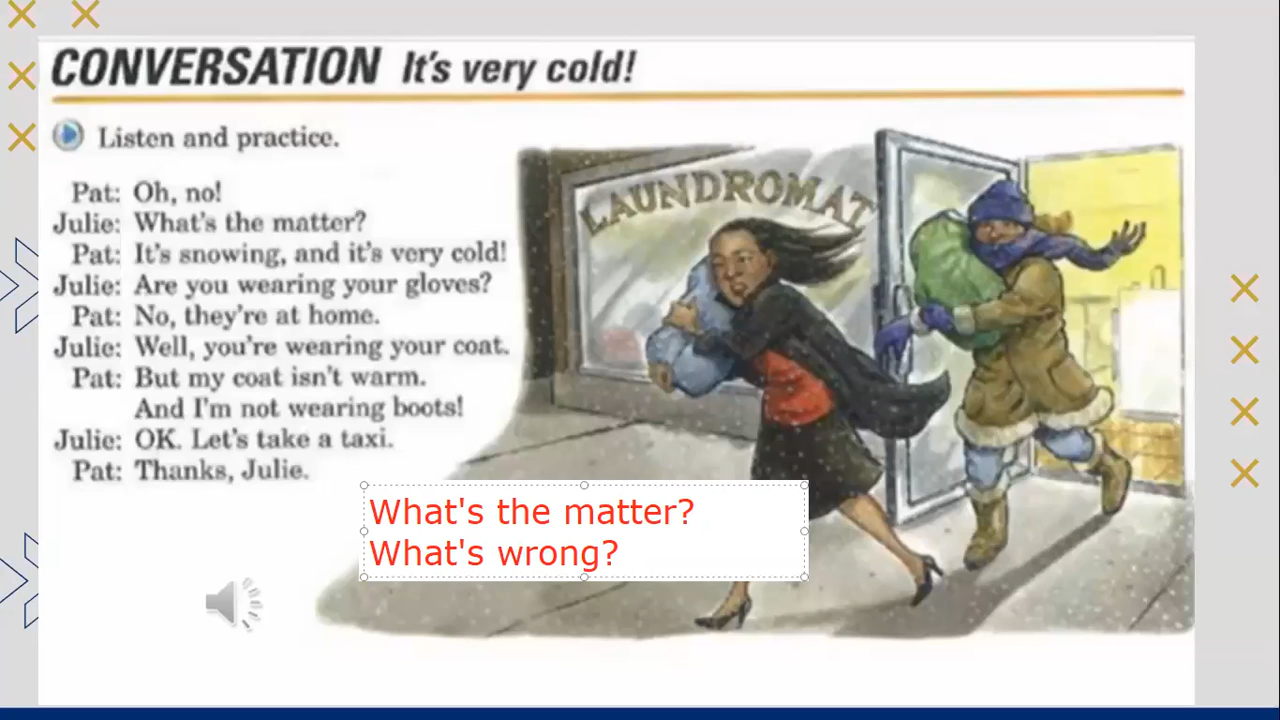 CONVERSATION It's very cold!
Listen and practice.
Pat: Oh, no!
Julie: What's the matter?
Pat: It's snowing, and it's very cold!
Julie: Are you wearing your gloves?
Pat: No, they're at home.
Julie: Well, you're wearing your coat.
Pat: But my coat isn't warm.
And I'm not wearing boots!
Julie: OK. Let's take a taxi.
Pat: Thanks, Julie.
LAUNDROMAT
What's the matter?
What's wrong?